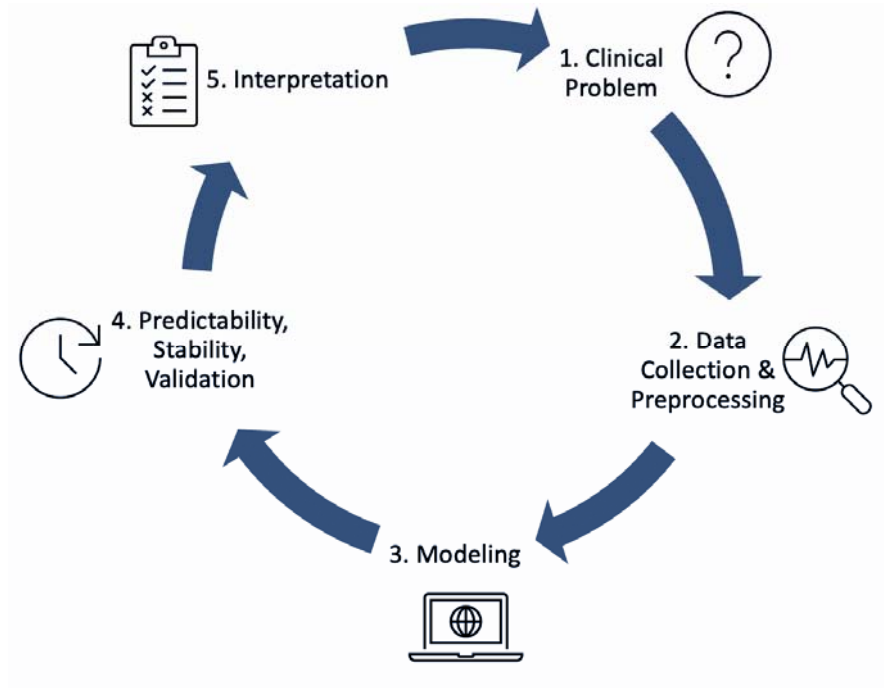 1. Clinical
Problem
2. Data
Collection &
Preprocessing
3. Modeling
4. Predictability,
Stability,
Validation
5. Interpretation